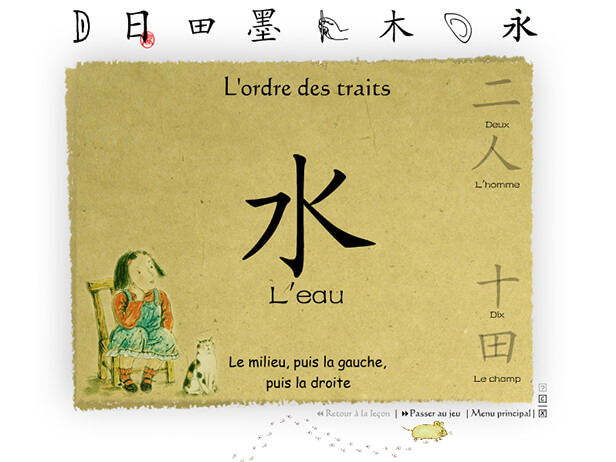 日 田 墨 木 永
L'ordre des traits
二
Deux
人
L'homme
水
L'eau
十
Dix
田
Le champ
Le milieu, puis la gauche,
puis la droite
?
C
X
Retour à la leçon | Passer au jeu | Menu principal |